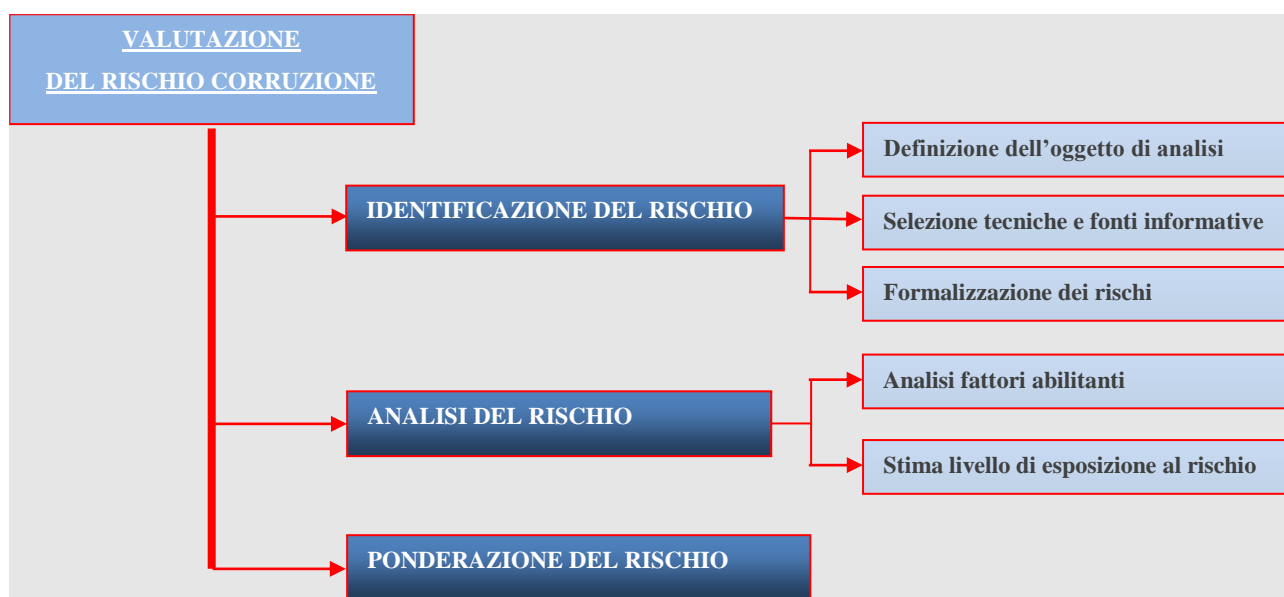 VALUTAZIONE
DEL RISCHIO CORRUZIONE
IDENTIFICAZIONE DEL RISCHIO
Definizione dell’oggetto di analisi
Selezione tecniche e fonti informative
Formalizzazione dei rischi
ANALISI DEL RISCHIO
Analisi fattori abilitanti
Stima livello di esposizione al rischio
PONDERAZIONE DEL RISCHIO